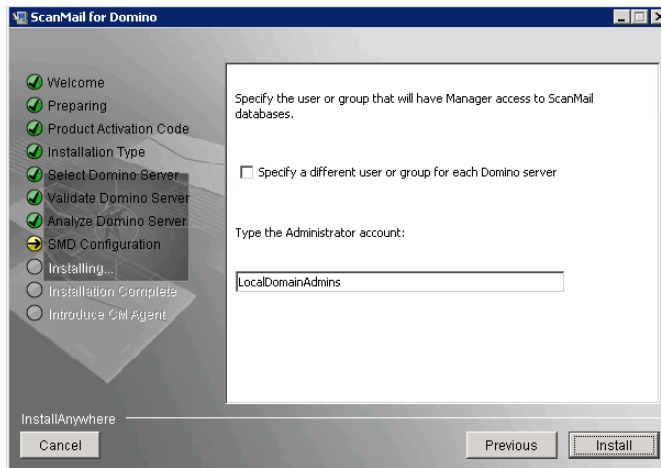 ScanMail for Domino
Welcome
Preparing
Product Activation Code
Installation Type
Select Domino Server
Validate Domino Server
Analyze Domino Server
SMD Configuration
Installing...
Installation Complete
Introduce CM Agent
Specify the user or group that will have Manager access to ScanMail
databases.
Specify a different user or group for each Domino server
Type the Administrator account:
LocalDomainAdmins
InstallAnywhere
Cancel
Previous
Install